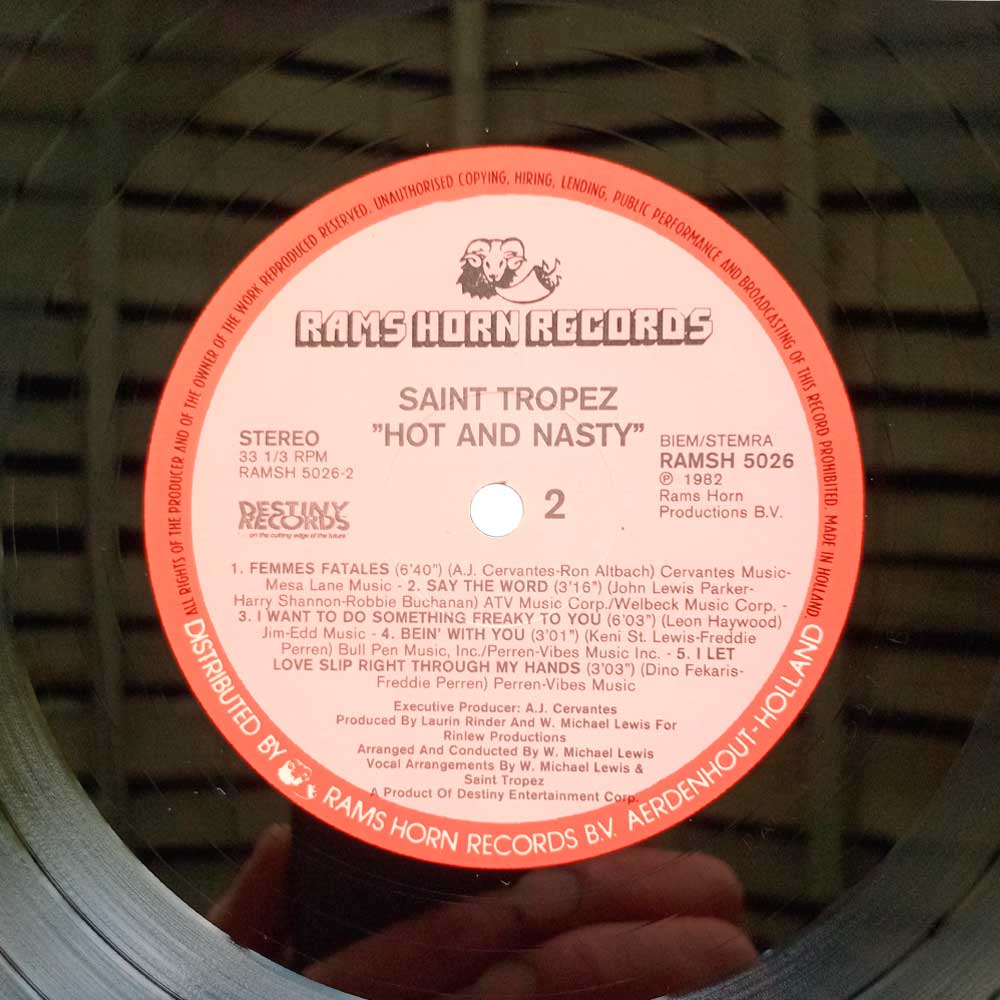 ALL RIGHTS OF THE PRODUCER AND OF THE OWNER OF THE WORK REPRODUCED RESERVED. UNAUTHORISED COPYING, HIRING, LENDING, PUBLIC PERFORMANCE AND BROADCASTING OF THIS RECORD PROHIBITED. MADE IN HOLLAND.
RAMS HORN RECORDS
SAINT TROPEZ
"HOT AND NASTY"
STEREO
33 1/3 RPM
RAMSH 5026-2
DESTINY
RECORDS
on the cutting edge of the future
2
BIEM/STEMRA
RAMSH 5026
℗ 1982
Rams Horn
Productions B.V.
1. FEMMES FATALES (6'40") (A.J. Cervantes-Ron Altbach) Cervantes Music-
Mesa Lane Music - 2. SAY THE WORD (3'16") (John Lewis Parker-
Harry Shannon-Robbie Buchanan) ATV Music Corp./Welbeck Music Corp. -
3. I WANT TO DO SOMETHING FREAKY TO YOU (6'03") (Leon Haywood)
Jim-Edd Music - 4. BEIN' WITH YOU (3'01") (Keni St. Lewis-Freddie
Perren) Bull Pen Music, Inc./Perren-Vibes Music Inc. - 5. I LET
LOVE SLIP RIGHT THROUGH MY HANDS (3'03") (Dino Fekaris-
Freddie Perren) Perren-Vibes Music
Executive Producer: A.J. Cervantes
Produced By Laurin Rinder And W. Michael Lewis For
Rinlew Productions
Arranged And Conducted By W. Michael Lewis
Vocal Arrangements By W. Michael Lewis &
Saint Tropez
A Product Of Destiny Entertainment Corp.
DISTRIBUTED BY RAMS HORN RECORDS B.V. AERDENHOUT-HOLLAND